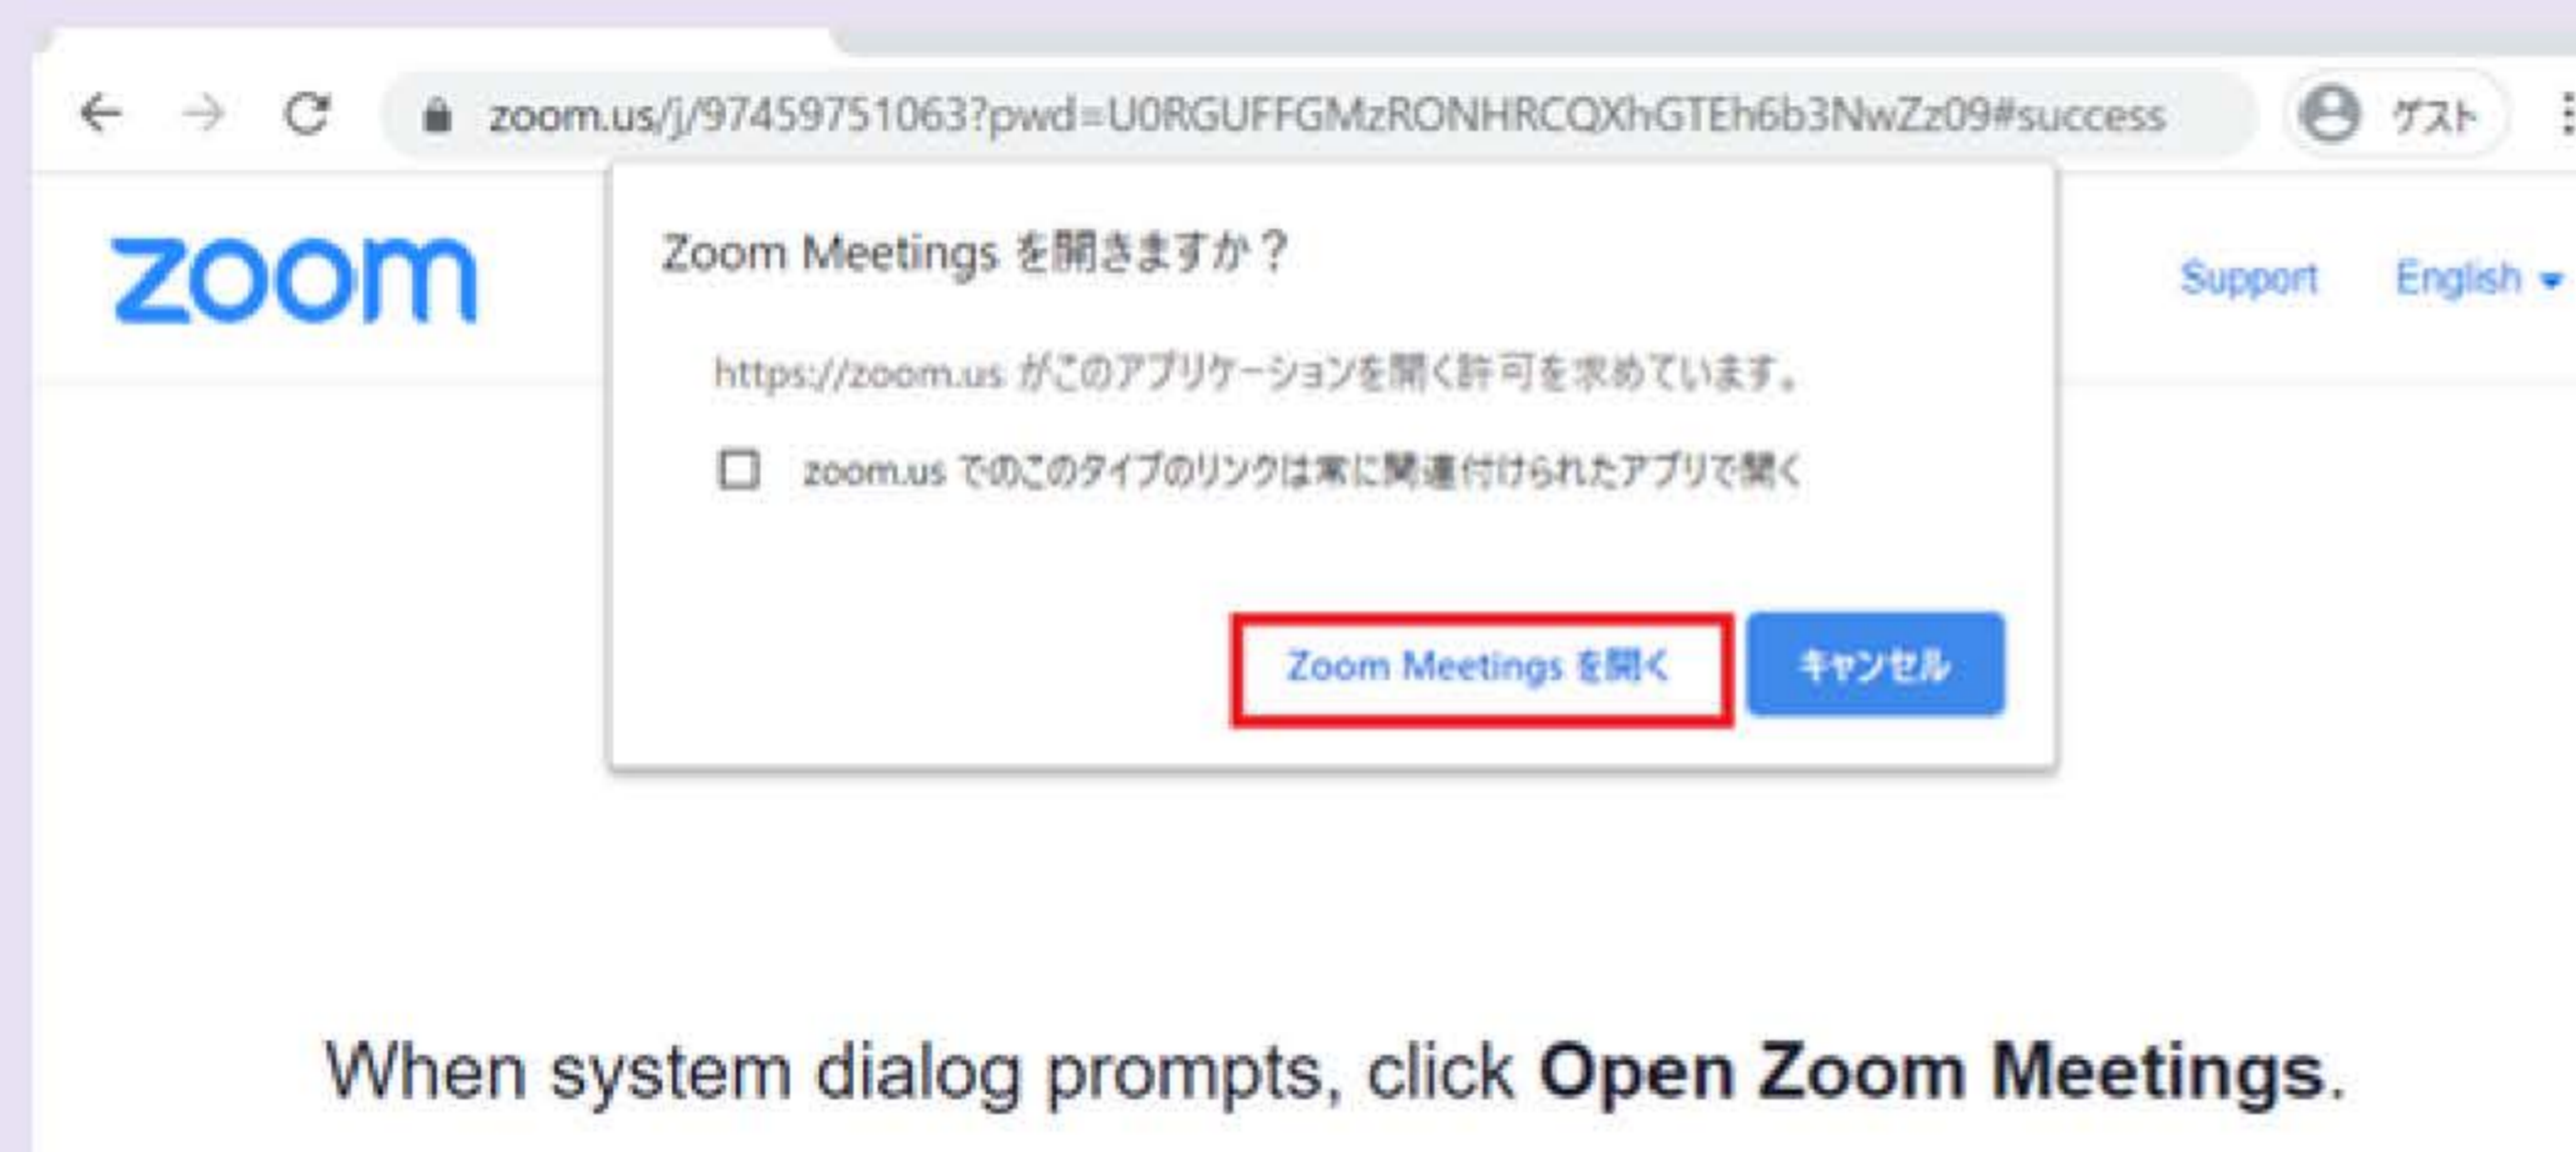 zoom.us/j/97459751063?pwd=U0RGUFFGMzRONHRCQXhGTEh6b3NwZz09#success
ゲスト
zoom
Support
English
Zoom Meetings を開きますか？
https://zoom.us がこのアプリケーションを開く許可を求めています。
zoom.us でのこのタイプのリンクは常に関連付けられたアプリで開く
Zoom Meetings を開く
キャンセル
When system dialog prompts, click Open Zoom Meetings.